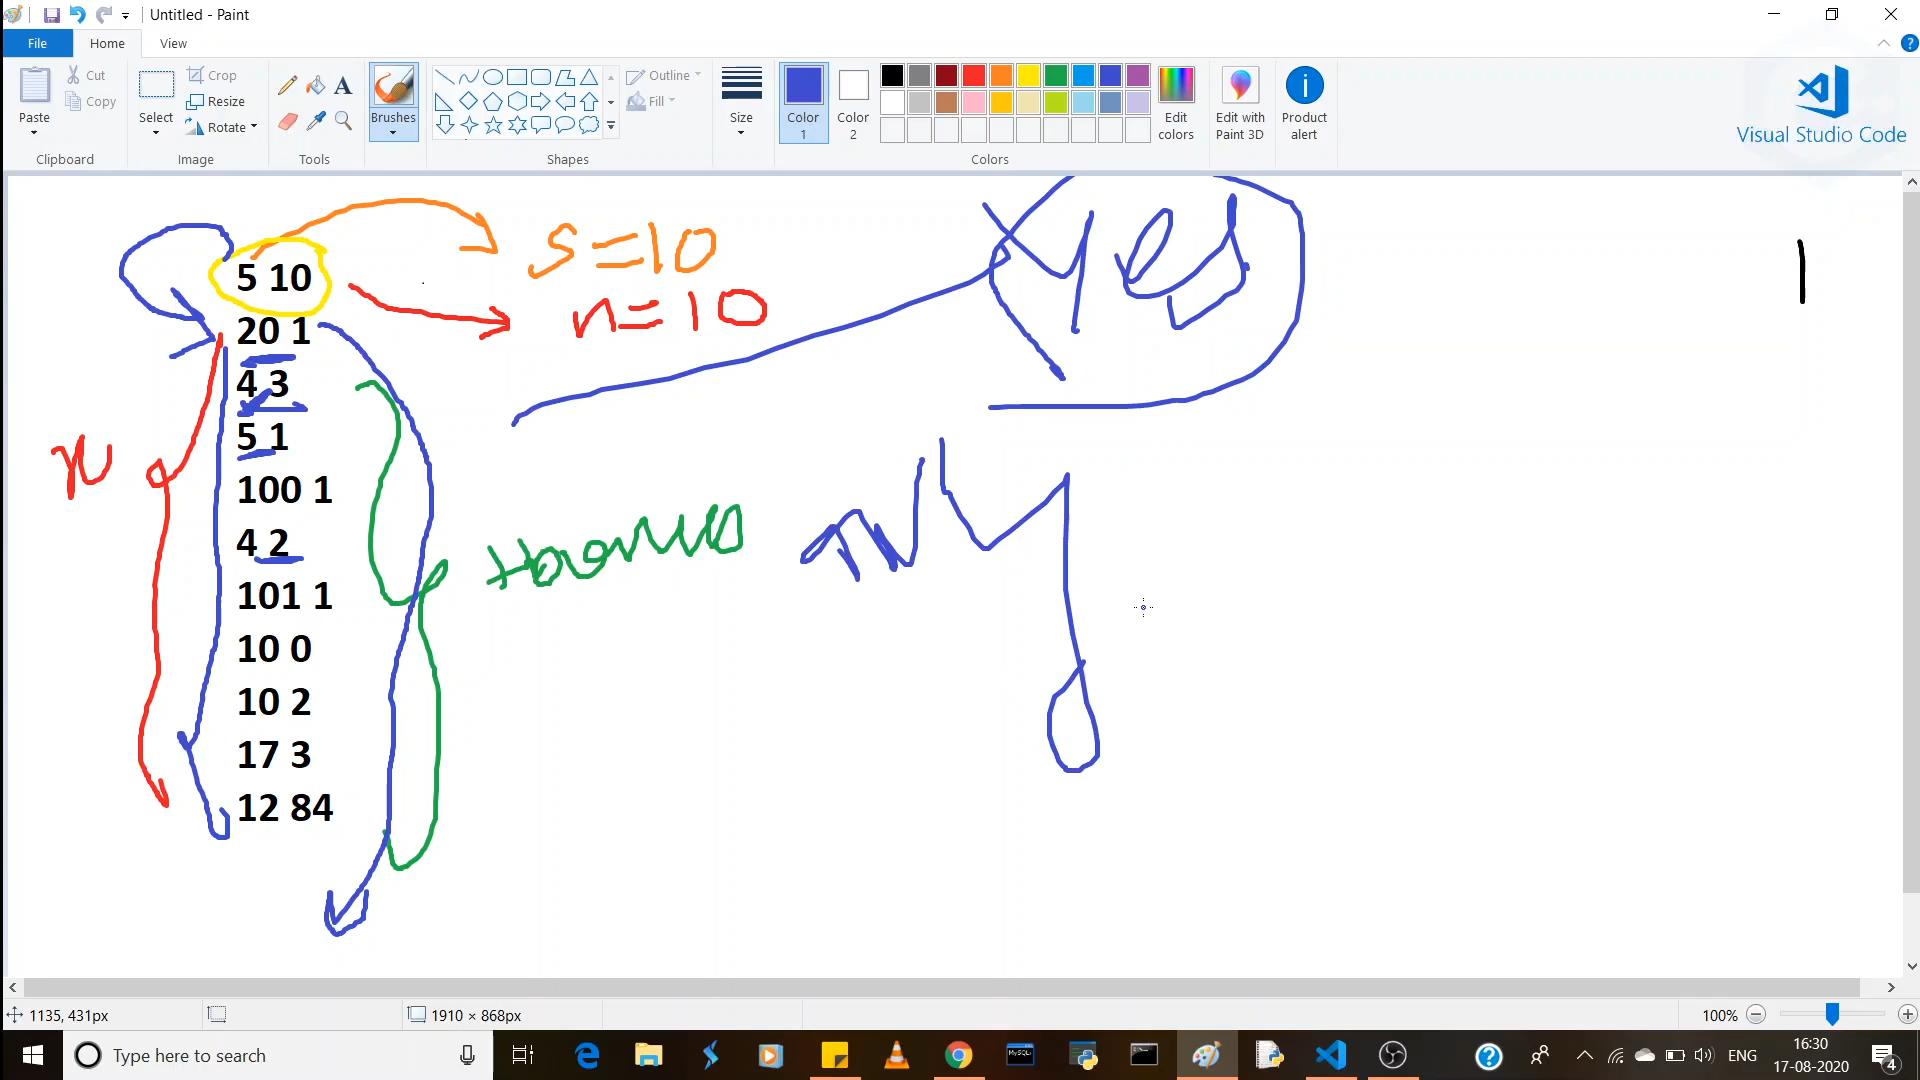 Untitled - Paint
File Home View
Paste
Cut
Copy
Clipboard
Select
Crop
Resize
Rotate
Image
Tools
Brushes
Shapes
Outline
Fill
Size
Color 1
Color 2
Colors
Edit colors
Edit with Paint 3D
Product alert
Visual Studio Code
5 10
20 1
4 3
5 1
100 1
4 2
101 1
10 0
10 2
17 3
12 84
s=10
n=10
Yes
x
1135, 431px
1910 × 868px
100%
Type here to search
MySQL
ENG
16:30
17-08-2020
4